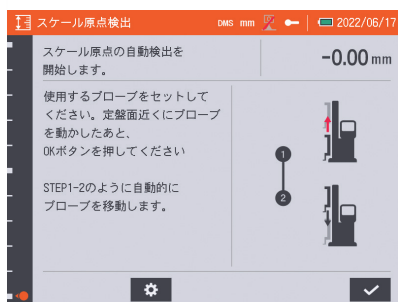 スケール原点検出
DMS mm 2022/06/17
スケール原点の自動検出を
開始します。
-0.00 mm
使用するプローブをセットして
ください。定盤面近くにプローブ
を動かしたあと、
OKボタンを押してください
STEP1-2のように自動的に
プローブを移動します。
1
2